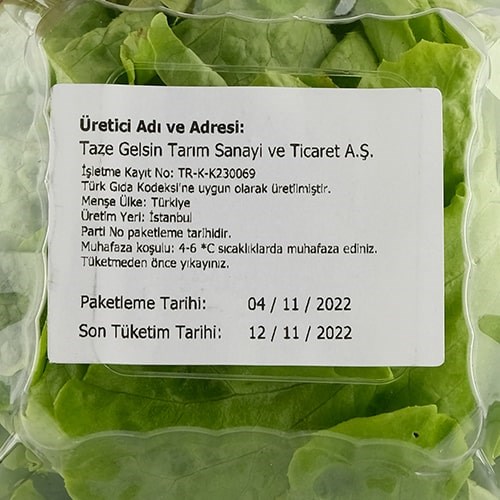 Üretici Adı ve Adresi:
Taze Gelsin Tarım Sanayi ve Ticaret A.Ş.
İşletme Kayıt No: TR-K-K230069
Türk Gıda Kodeksi'ne uygun olarak üretilmiştir.
Menşe Ülke: Türkiye
Üretim Yeri: İstanbul
Parti No paketleme tarihidir.
Muhafaza koşulu: 4-6 °C sıcaklıklarda muhafaza ediniz.
Tüketmeden önce yıkayınız.
Paketleme Tarihi: 04 / 11 / 2022
Son Tüketim Tarihi: 12 / 11 / 2022